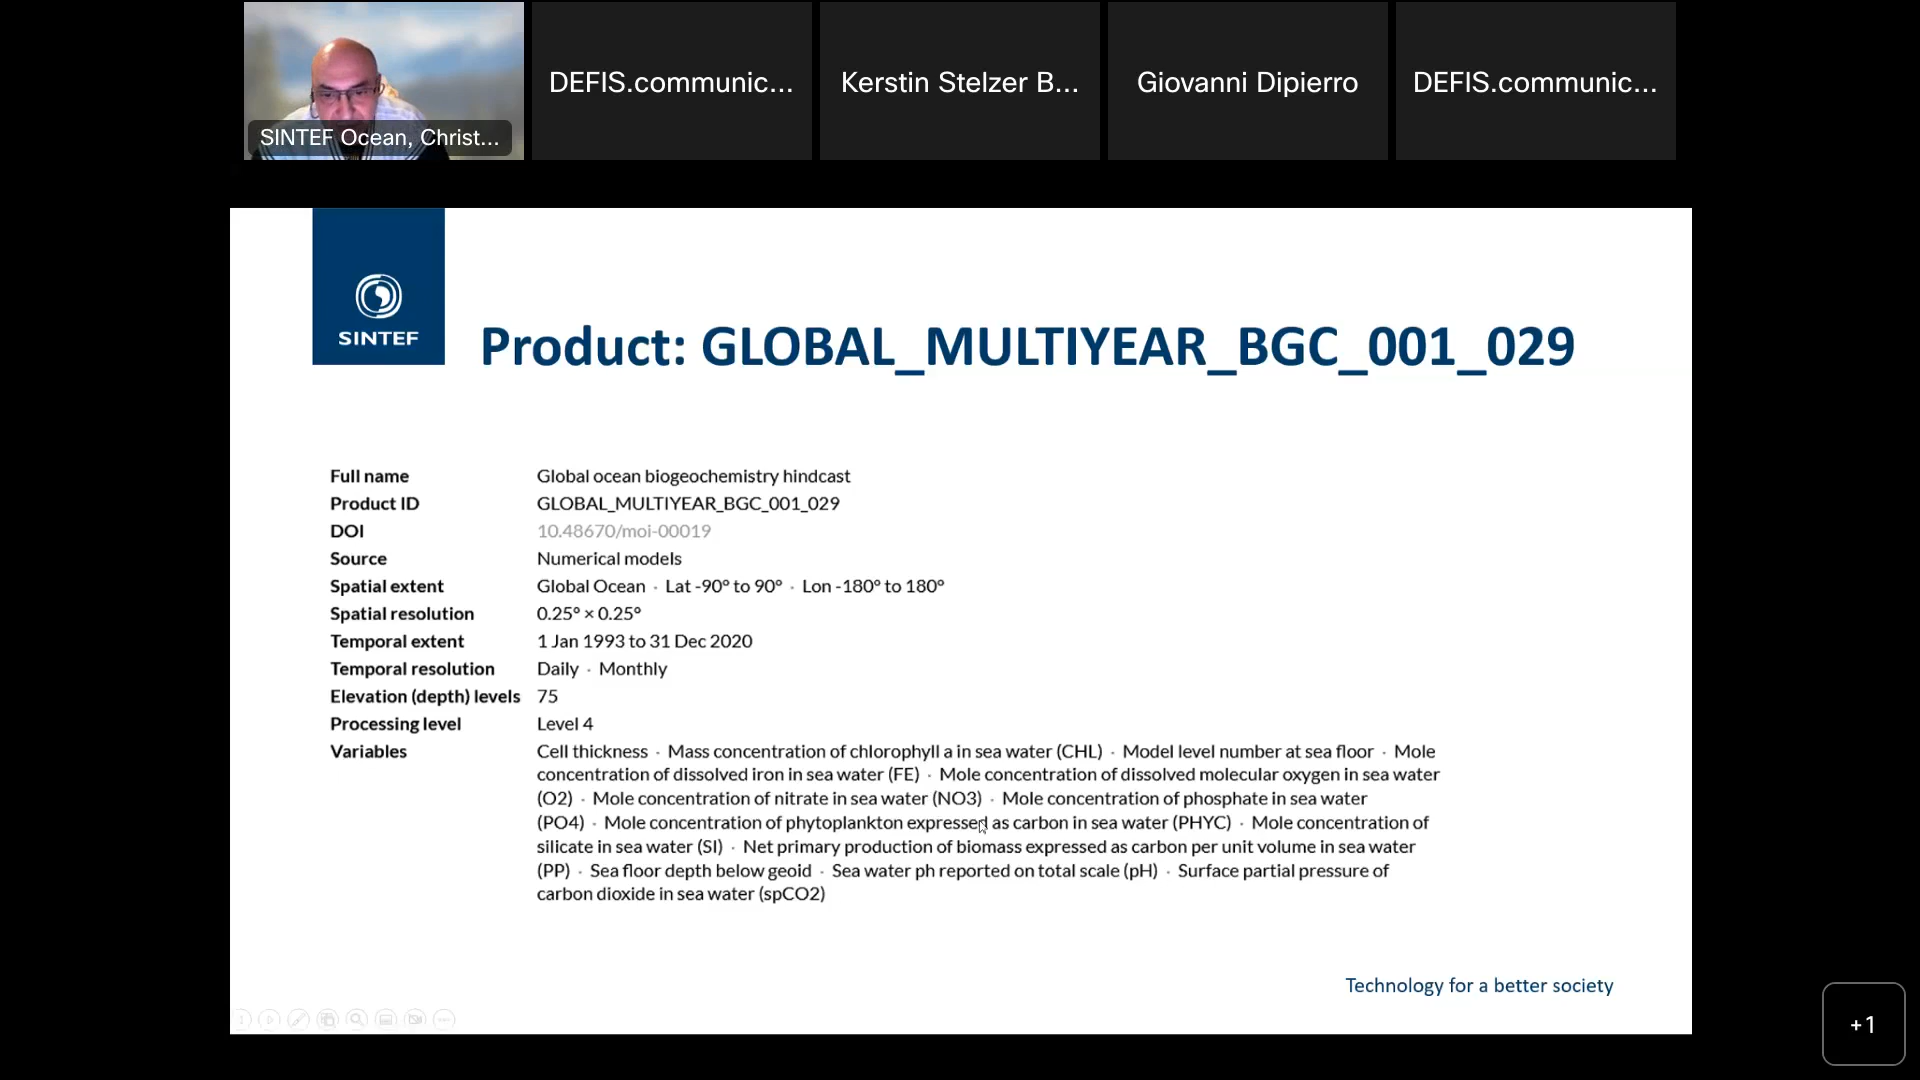 SINTEF Ocean, Christ...
DEFIS.communic...
Kerstin Stelzer B...
Giovanni Dipierro
DEFIS.communic...
SINTEF
Product: GLOBAL_MULTIYEAR_BGC_001_029
Full name Global ocean biogeochemistry hindcast
Product ID GLOBAL_MULTIYEAR_BGC_001_029
DOI 10.48670/moi-00019
Source Numerical models
Spatial extent Global Ocean · Lat -90° to 90° · Lon -180° to 180°
Spatial resolution 0.25° × 0.25°
Temporal extent 1 Jan 1993 to 31 Dec 2020
Temporal resolution Daily · Monthly
Elevation (depth) levels 75
Processing level Level 4
Variables Cell thickness · Mass concentration of chlorophyll a in sea water (CHL) · Model level number at sea floor · Mole
concentration of dissolved iron in sea water (FE) · Mole concentration of dissolved molecular oxygen in sea water
(O2) · Mole concentration of nitrate in sea water (NO3) · Mole concentration of phosphate in sea water
(PO4) · Mole concentration of phytoplankton expressed as carbon in sea water (PHYC) · Mole concentration of
silicate in sea water (SI) · Net primary production of biomass expressed as carbon per unit volume in sea water
(PP) · Sea floor depth below geoid · Sea water ph reported on total scale (pH) · Surface partial pressure of
carbon dioxide in sea water (spCO2)
Technology for a better society
+1